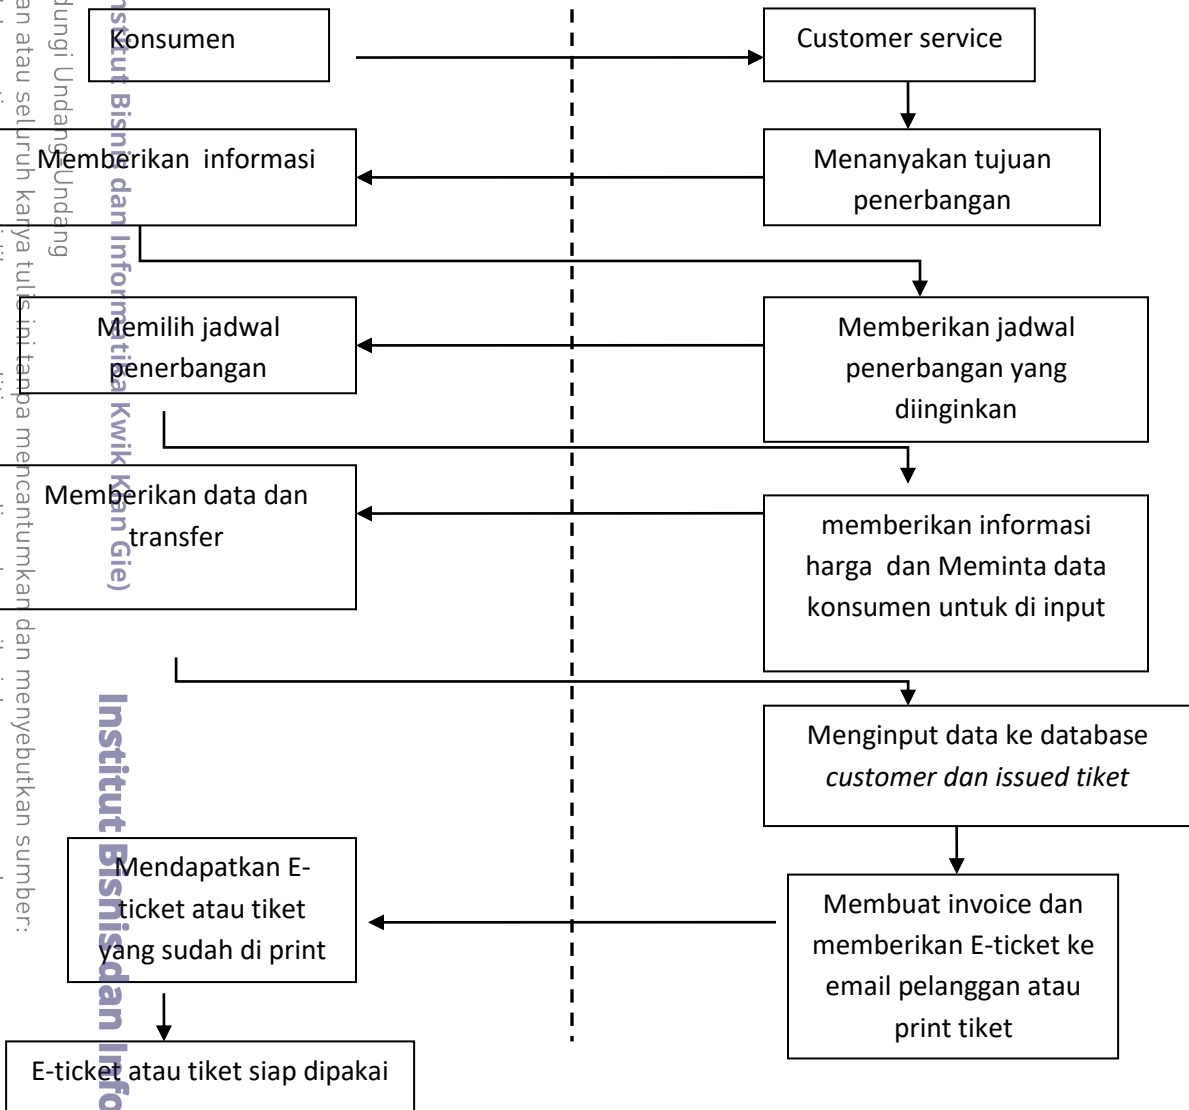 Konsumen
Customer service
Memberikan  informasi
Menanyakan tujuan
penerbangan
Memilih jadwal
penerbangan
Memberikan jadwal
penerbangan yang
diinginkan
Memberikan data dan
transfer
memberikan informasi
harga  dan Meminta data
konsumen untuk di input
Menginput data ke database
customer dan issued tiket
Mendapatkan E-
ticket atau tiket
yang sudah di print
Membuat invoice dan
memberikan E-ticket ke
email pelanggan atau
print tiket
E-ticket atau tiket siap dipakai
nstitut Bisnis dan Informatika Kwik Kian Gie)
dungi Undang-Undang
an atau seluruh karya tulis ini tanpa mencantumkan dan menyebutkan sumber:
Institut Bisnis dan Info